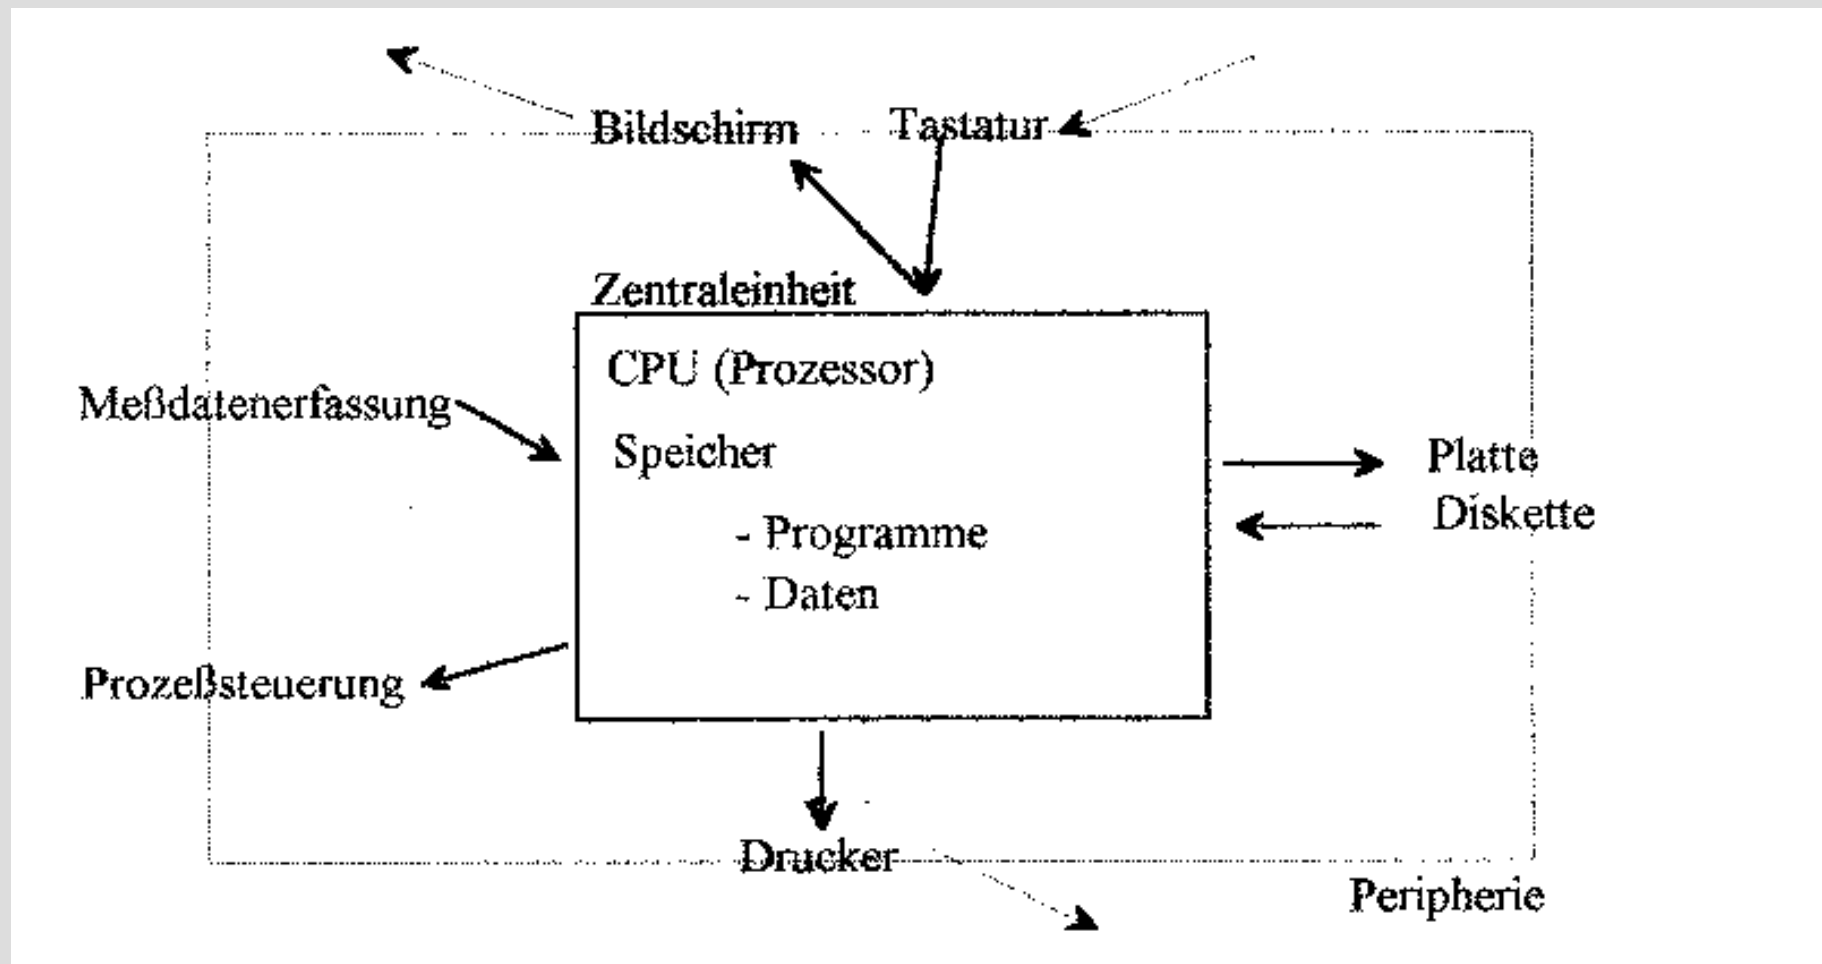 Bildschirm
Tastatur
Zentraleinheit
CPU (Prozessor)
Meßdatenerfassung
Speicher
Platte
Diskette
- Programme
- Daten
Prozeßsteuerung
Drucker
Peripherie